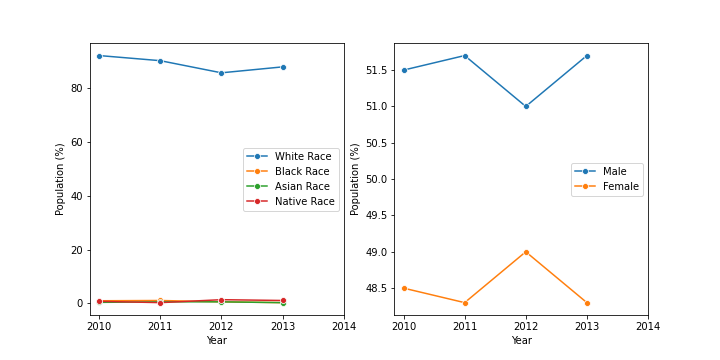 Population (%)
80
60
40
20
0
2010 2011 2012 2013 2014
Year
White Race
Black Race
Asian Race
Native Race
Population (%)
51.5
51.0
50.5
50.0
49.5
49.0
48.5
2010 2011 2012 2013 2014
Year
Male
Female